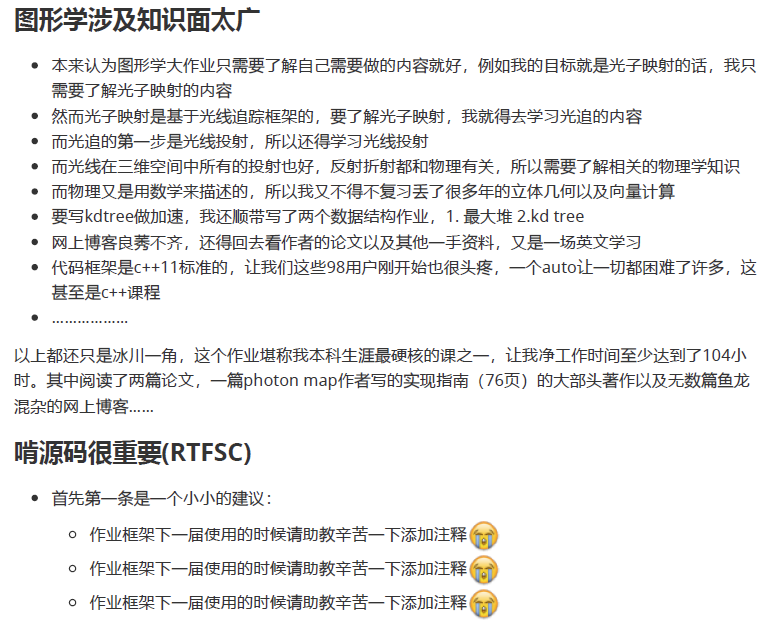 图形学涉及知识面太广
• 本来认为图形学大作业只需要了解自己需要做的内容就好，例如我的目标就是光子映射的话，我只
需要了解光子映射的内容
• 然而光子映射是基于光线追踪框架的，要了解光子映射，我就得去学习光追的内容
• 而光追的第一步是光线投射，所以还得学习光线投射
• 而光线在三维空间中所有的投射也好，反射折射都和物理有关，所以需要了解相关的物理学知识
• 而物理又是用数学来描述的，所以我又不得不复习丢了很多年的立体几何以及向量计算
• 要写kdtree做加速，我还顺带写了两个数据结构作业，1. 最大堆 2.kd tree
• 网上博客良莠不齐，还得回去看作者的论文以及其他一手资料，又是一场英文学习
• 代码框架是c++11标准的，让我们这些98用户刚开始也很头疼，一个auto让一切都困难了许多，这
甚至是c++课程
• ………………
以上都还只是冰川一角，这个作业堪称我本科生涯最硬核的课之一，让我净工作时间至少达到了104小
时。其中阅读了两篇论文，一篇photon map作者写的实现指南（76页）的大部头著作以及无数篇鱼龙
混杂的网上博客......
啃源码很重要(RTFSC)
• 首先第一条是一个小小的建议：
◦ 作业框架下一届使用的时候请助教辛苦一下添加注释😭
◦ 作业框架下一届使用的时候请助教辛苦一下添加注释😭
◦ 作业框架下一届使用的时候请助教辛苦一下添加注释😭